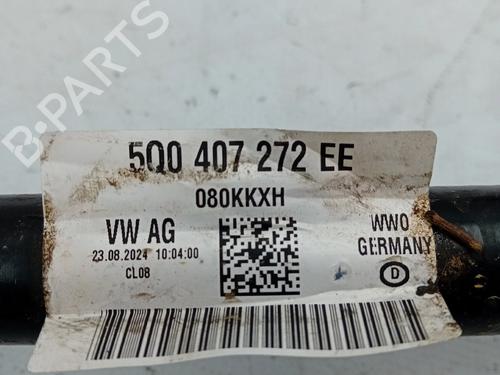 B-PARTS
5Q0 407 272 EE
080KKXH
VW AG
23.08.2024 10:04:00
CL08
WWO
GERMANY
D